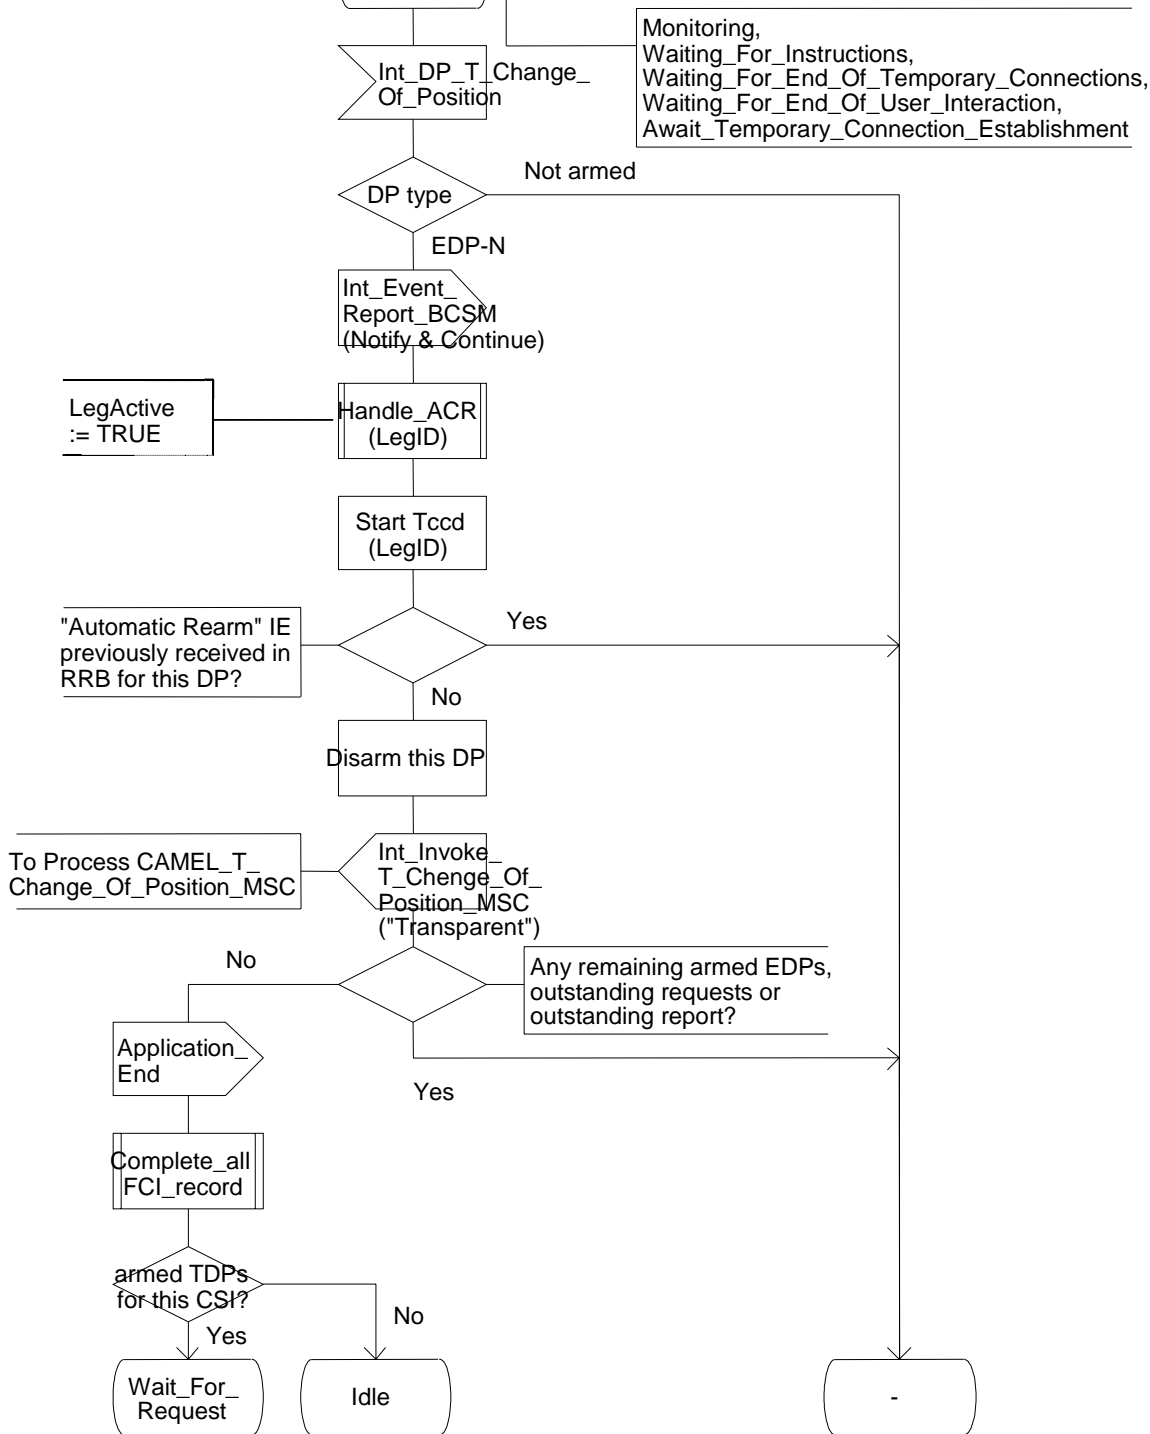 Monitoring,
Waiting_For_Instructions,
Waiting_For_End_Of_Temporary_Connections,
Waiting_For_End_Of_User_Interaction,
Await_Temporary_Connection_Establishment
Int_DP_T_Change_
Of_Position
Not armed
DP type
EDP-N
Int_Event_
Report_BCSM
(Notify & Continue)
LegActive
:= TRUE
Handle_ACR
(LegID)
Start Tccd
(LegID)
"Automatic Rearm" IE
previously received in
RRB for this DP?
Yes
No
Disarm this DP
To Process CAMEL_T_
Change_Of_Position_MSC
Int_Invoke_
T_Chenge_Of_
Position_MSC
("Transparent")
No
Any remaining armed EDPs,
outstanding requests or
outstanding report?
Application_
End
Yes
Complete_all
FCI_record
armed TDPs
for this CSI?
Yes
No
Wait_For_
Request
Idle
-